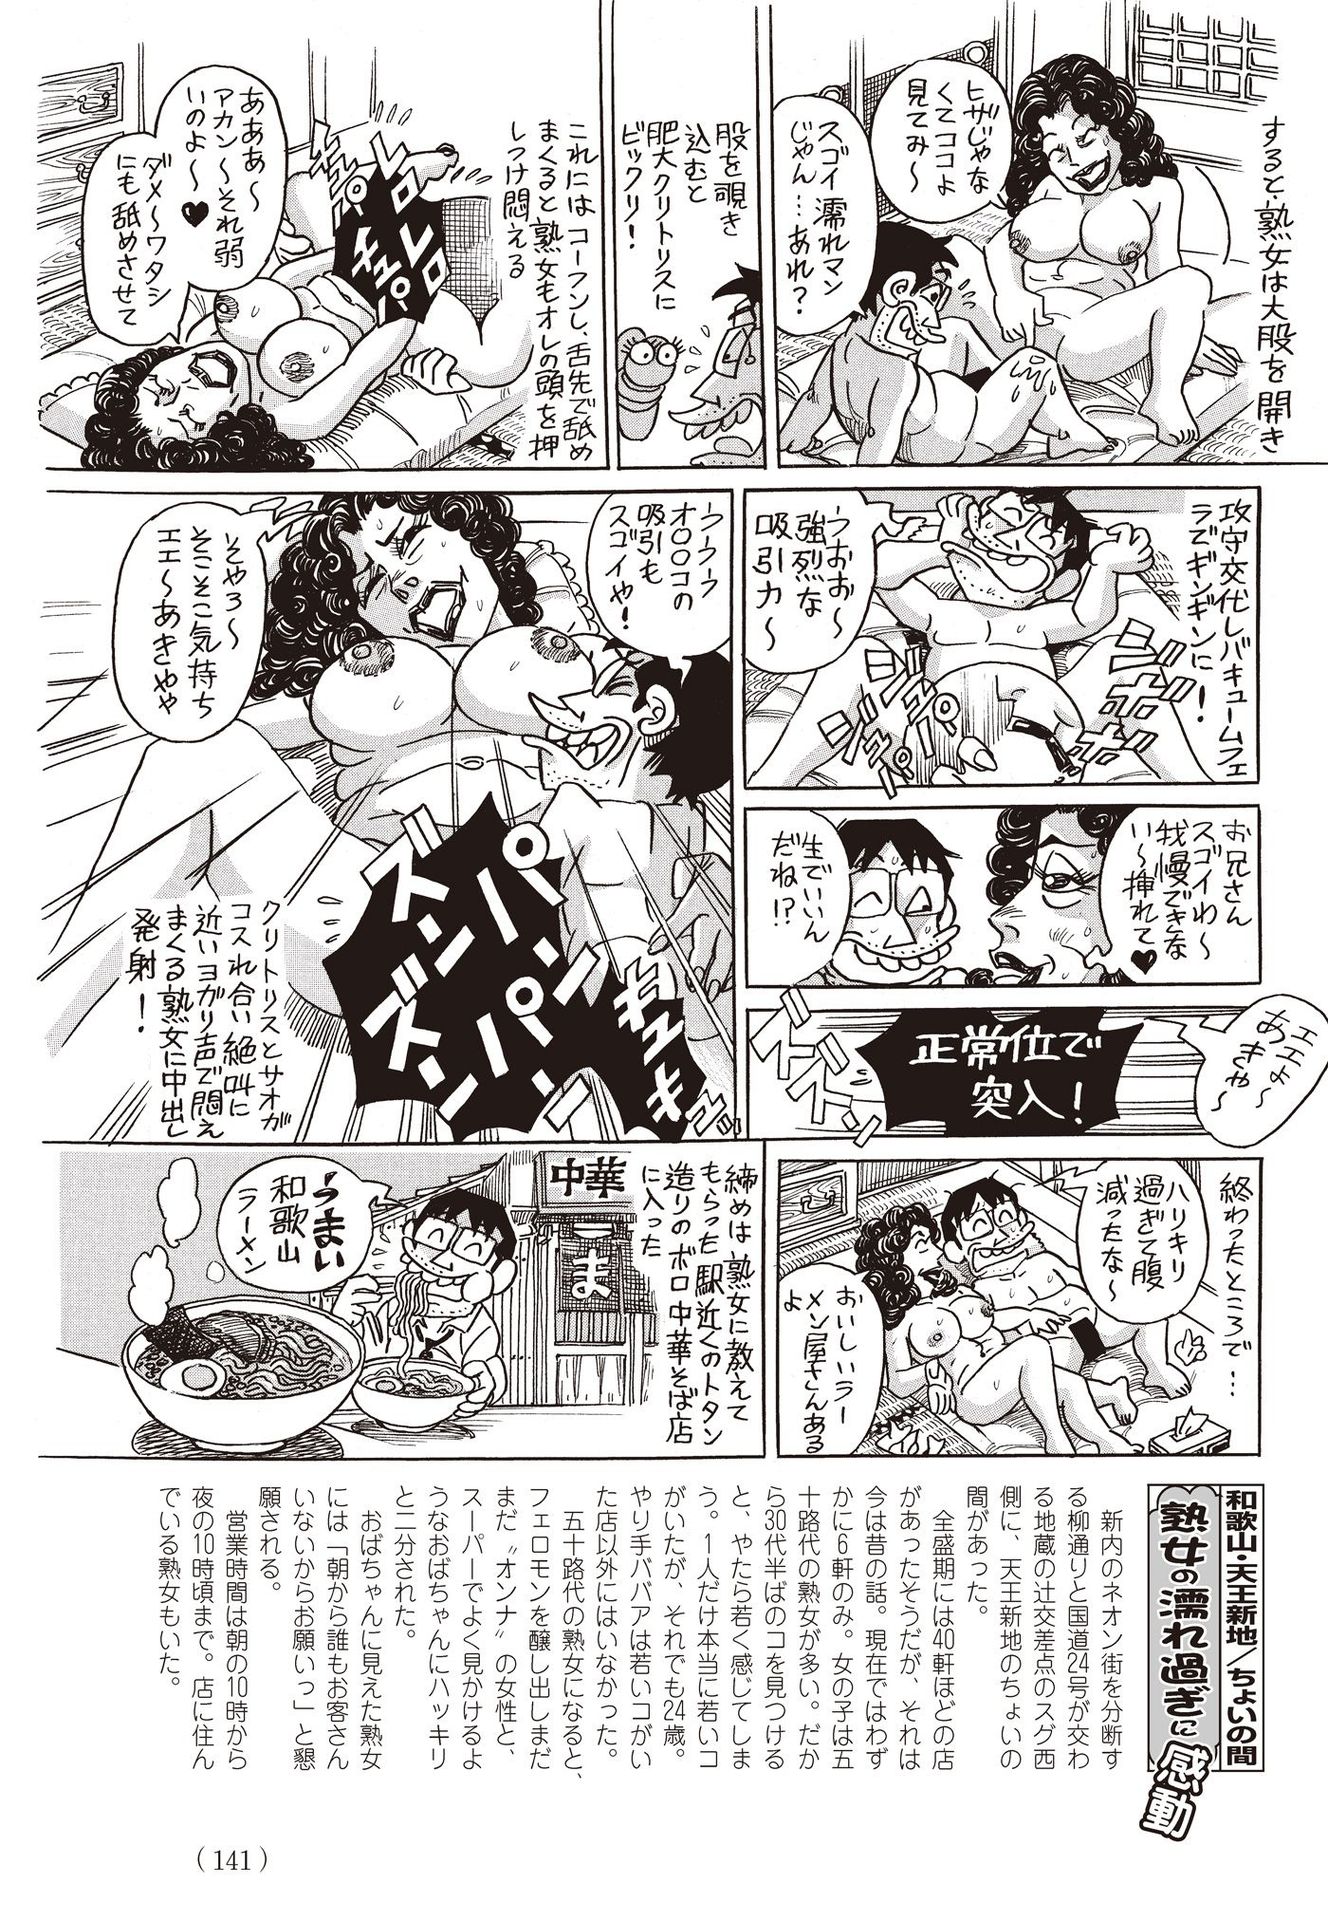 すると、熟女は大股を開き
ヒザじゃな
くてココよ
見てみ〜
スゴイ濡れマン
じゃん…あれ？
股を覗き
込むと
肥大クリトリスに
ビックリ！
これにはコーフンし、舌先で舐め
まくると熟女もオレの頭を押
しつけ悶える
レロレロ
チュパチュパ
あああ〜
アカン〜それ弱
いのよ〜♥
ダメ〜ワタシ
にも舐めさせて
攻守交代しバキュームフェ
ラでギンギンに！
うおお〜
強烈な
吸引力〜
ジボジボ
ジュポジュポ
お兄さん
スゴイわ〜
我慢できな
い〜挿れて♥
生でいいん
だね!?
エエよ〜
あきゃ〜
正常位で
突入！
ズンズン
ウーウーウ
オ○○コの
吸引も
スゴイや！
そやろ〜
そこそこ気持ち
エエ〜あきゃゃ
パンパン
ズンズン
キュキュッ
クリトリスとサオが
コスれ合い絶叫に
近いヨガり声で悶え
まくる熟女に中出し
発射！
終わったところで…
ハリキリ
過ぎて腹
減ったな〜
おいしいラー
メン屋さんある
よ
締めは熟女に教えて
もらった駅近くのトタン
造りのボロ中華そば店
に入った
中華
ま
うまい
和歌山
ラーメン
和歌山・天王新地／ちょいの間
熟女の濡れ過ぎに感動
新内のネオン街を分断す
る柳通りと国道24号が交わ
る地蔵の辻交差点のスグ西
側に、天王新地のちょいの
間があった。
全盛期には40軒ほどの店
があったそうだが、それは
今は昔の話。現在ではわず
かに6軒のみ。女の子は五
十路代の熟女が多い。だか
ら30代半ばのコを見つける
と、やたら若く感じてしま
う。1人だけ本当に若いコ
がいたが、それでも24歳。
やり手ババアは若いコがい
た店以外にはいなかった。
五十路代の熟女になると、
フェロモンを醸し出しまだ
まだ〝オンナ〟の女性と、
スーパーでよく見かけるよ
うなおばちゃんにハッキリ
と二分された。
おばちゃんに見えた熟女
には「朝から誰もお客さん
いないからお願いっ」と懇
願される。
営業時間は朝の10時から
夜の10時頃まで。店に住ん
でいる熟女もいた。
（141）